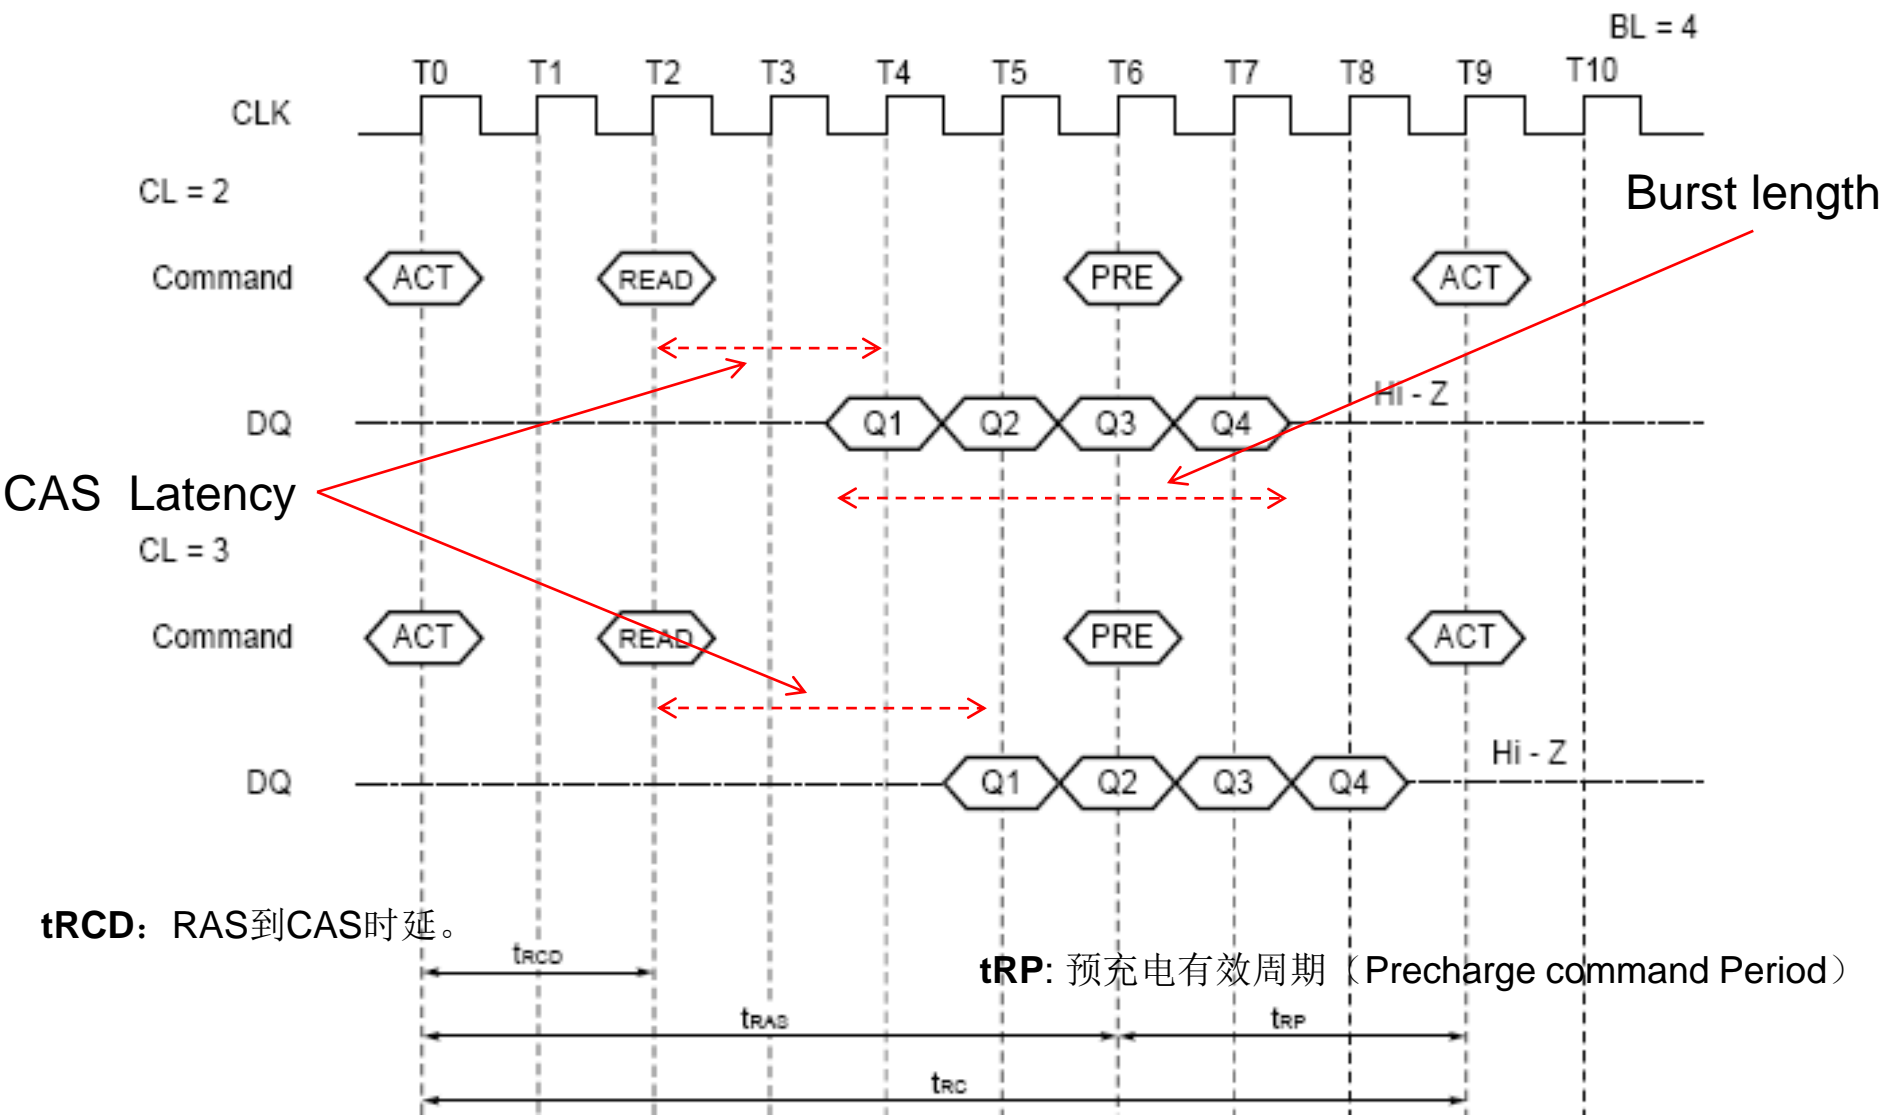 BL = 4
T0 T1 T2 T3 T4 T5 T6 T7 T8 T9 T10
CLK
CL = 2
Burst length
Command ACT READ PRE ACT
Hi - Z
DQ Q1 Q2 Q3 Q4
CAS Latency
CL = 3
Command ACT READ PRE ACT
Hi - Z
DQ Q1 Q2 Q3 Q4
tRCD：RAS到CAS时延。
tRCD
tRP: 预充电有效周期（Precharge command Period）
tRAS tRP
tRC